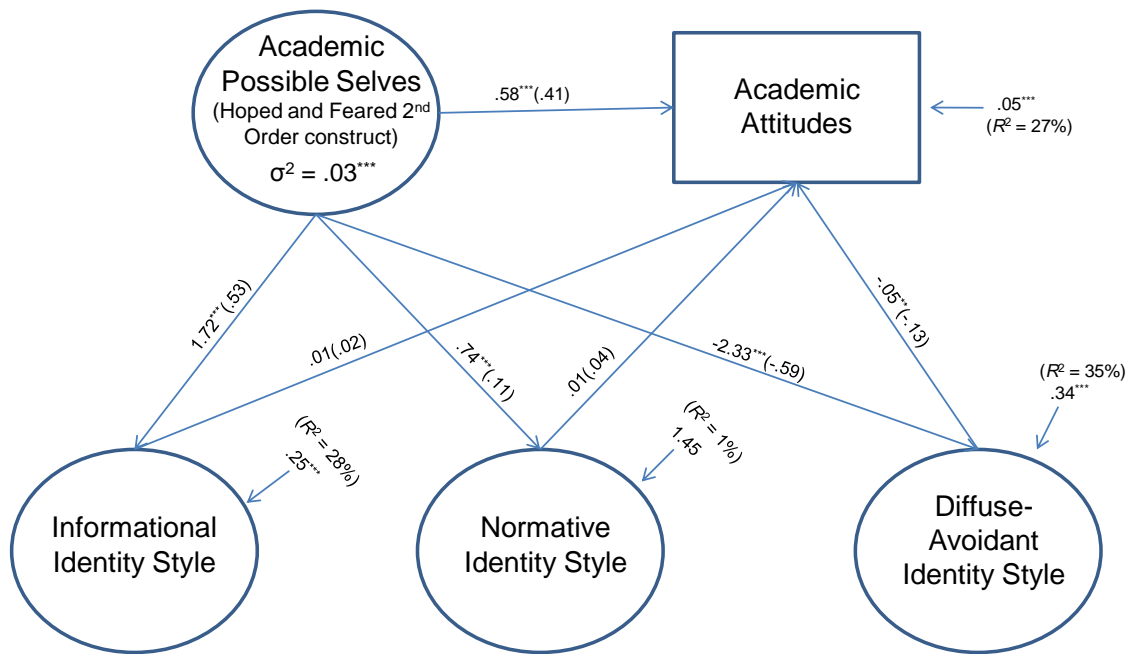 Academic
Possible Selves
(Hoped and Feared 2nd
Order construct)
σ² = .03***
.58***(.41)
Academic
Attitudes
.05***
(R² = 27%)
1.72***(.53)
.01(.02)
.74***(.11)
.01(.04)
-2.33***(-.59)
-.05**(-.13)
(R² = 28%)
.25***
(R² = 1%)
1.45
(R² = 35%)
.34***
Informational
Identity Style
Normative
Identity Style
Diffuse-
Avoidant
Identity Style